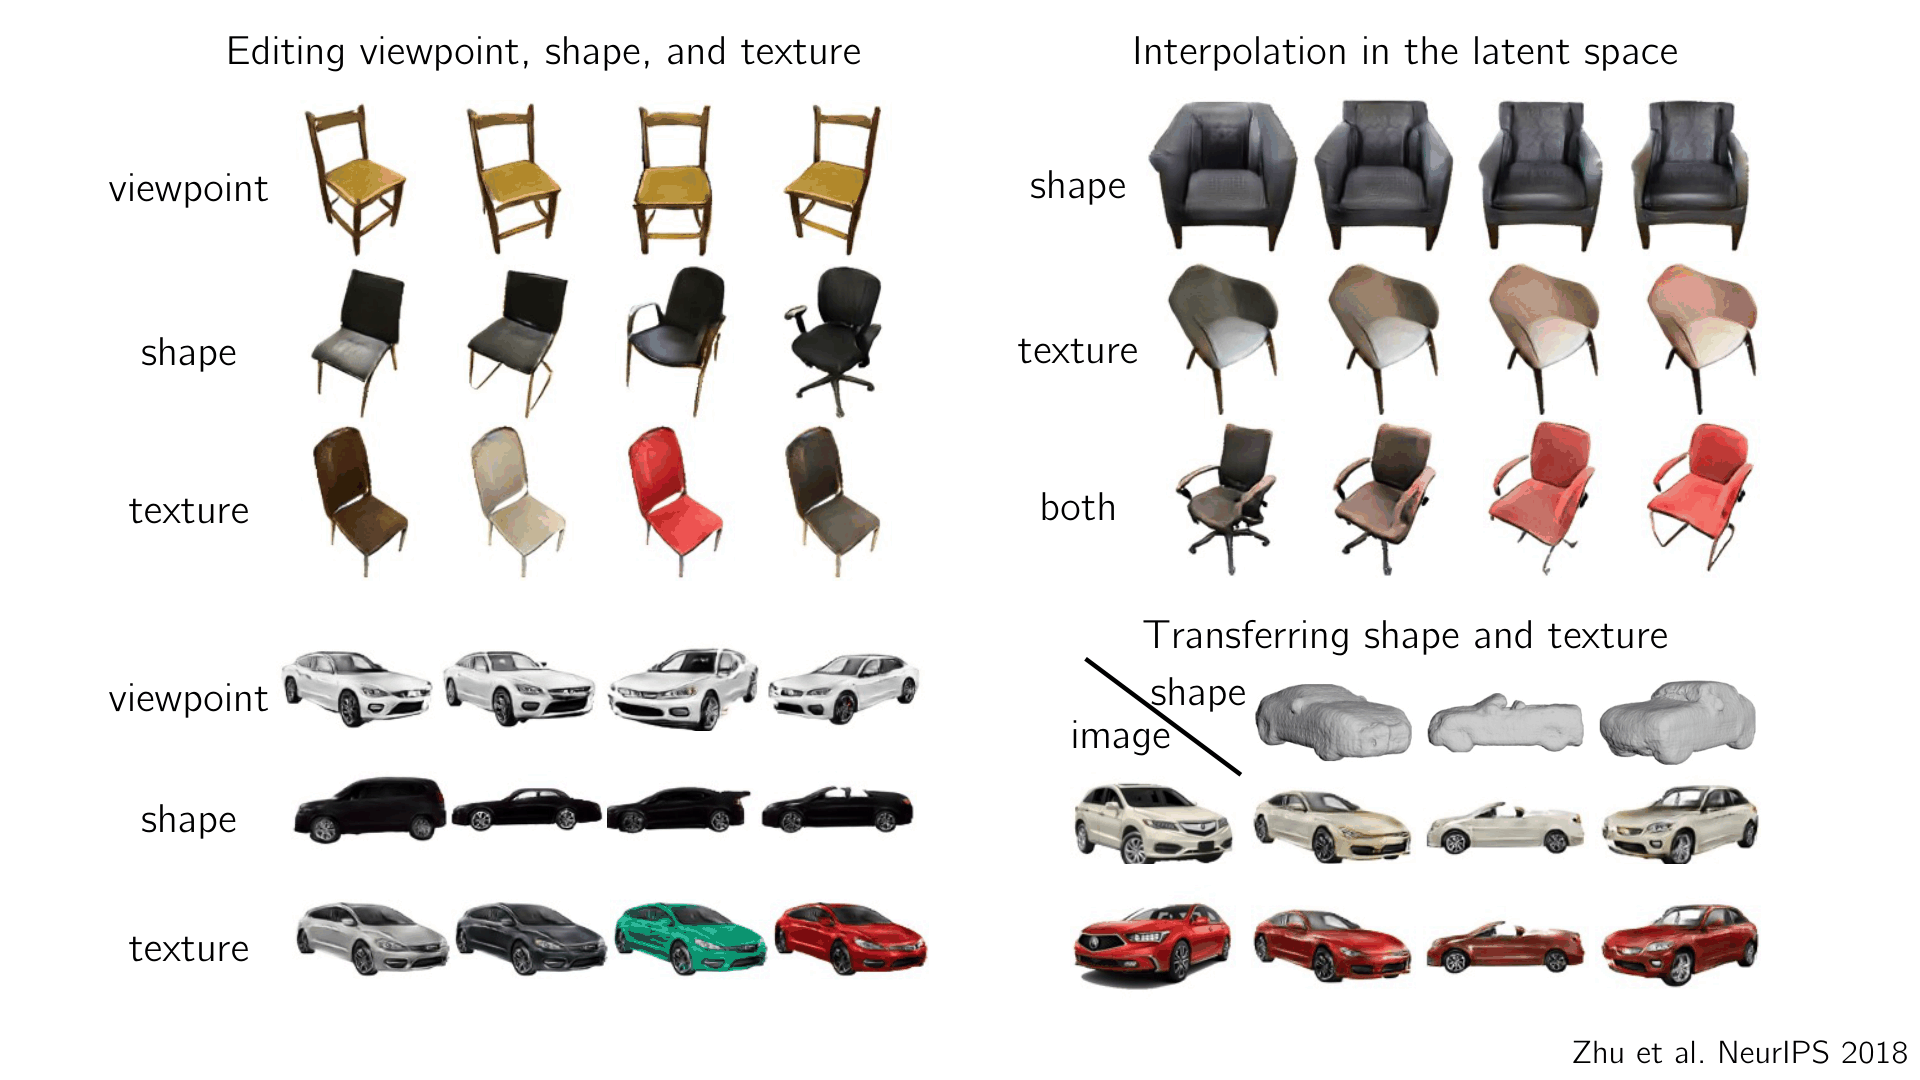 Editing viewpoint, shape, and texture
viewpoint
shape
texture
viewpoint
shape
texture
Interpolation in the latent space
shape
texture
both
Transferring shape and texture
shape
image
Zhu et al. NeurIPS 2018